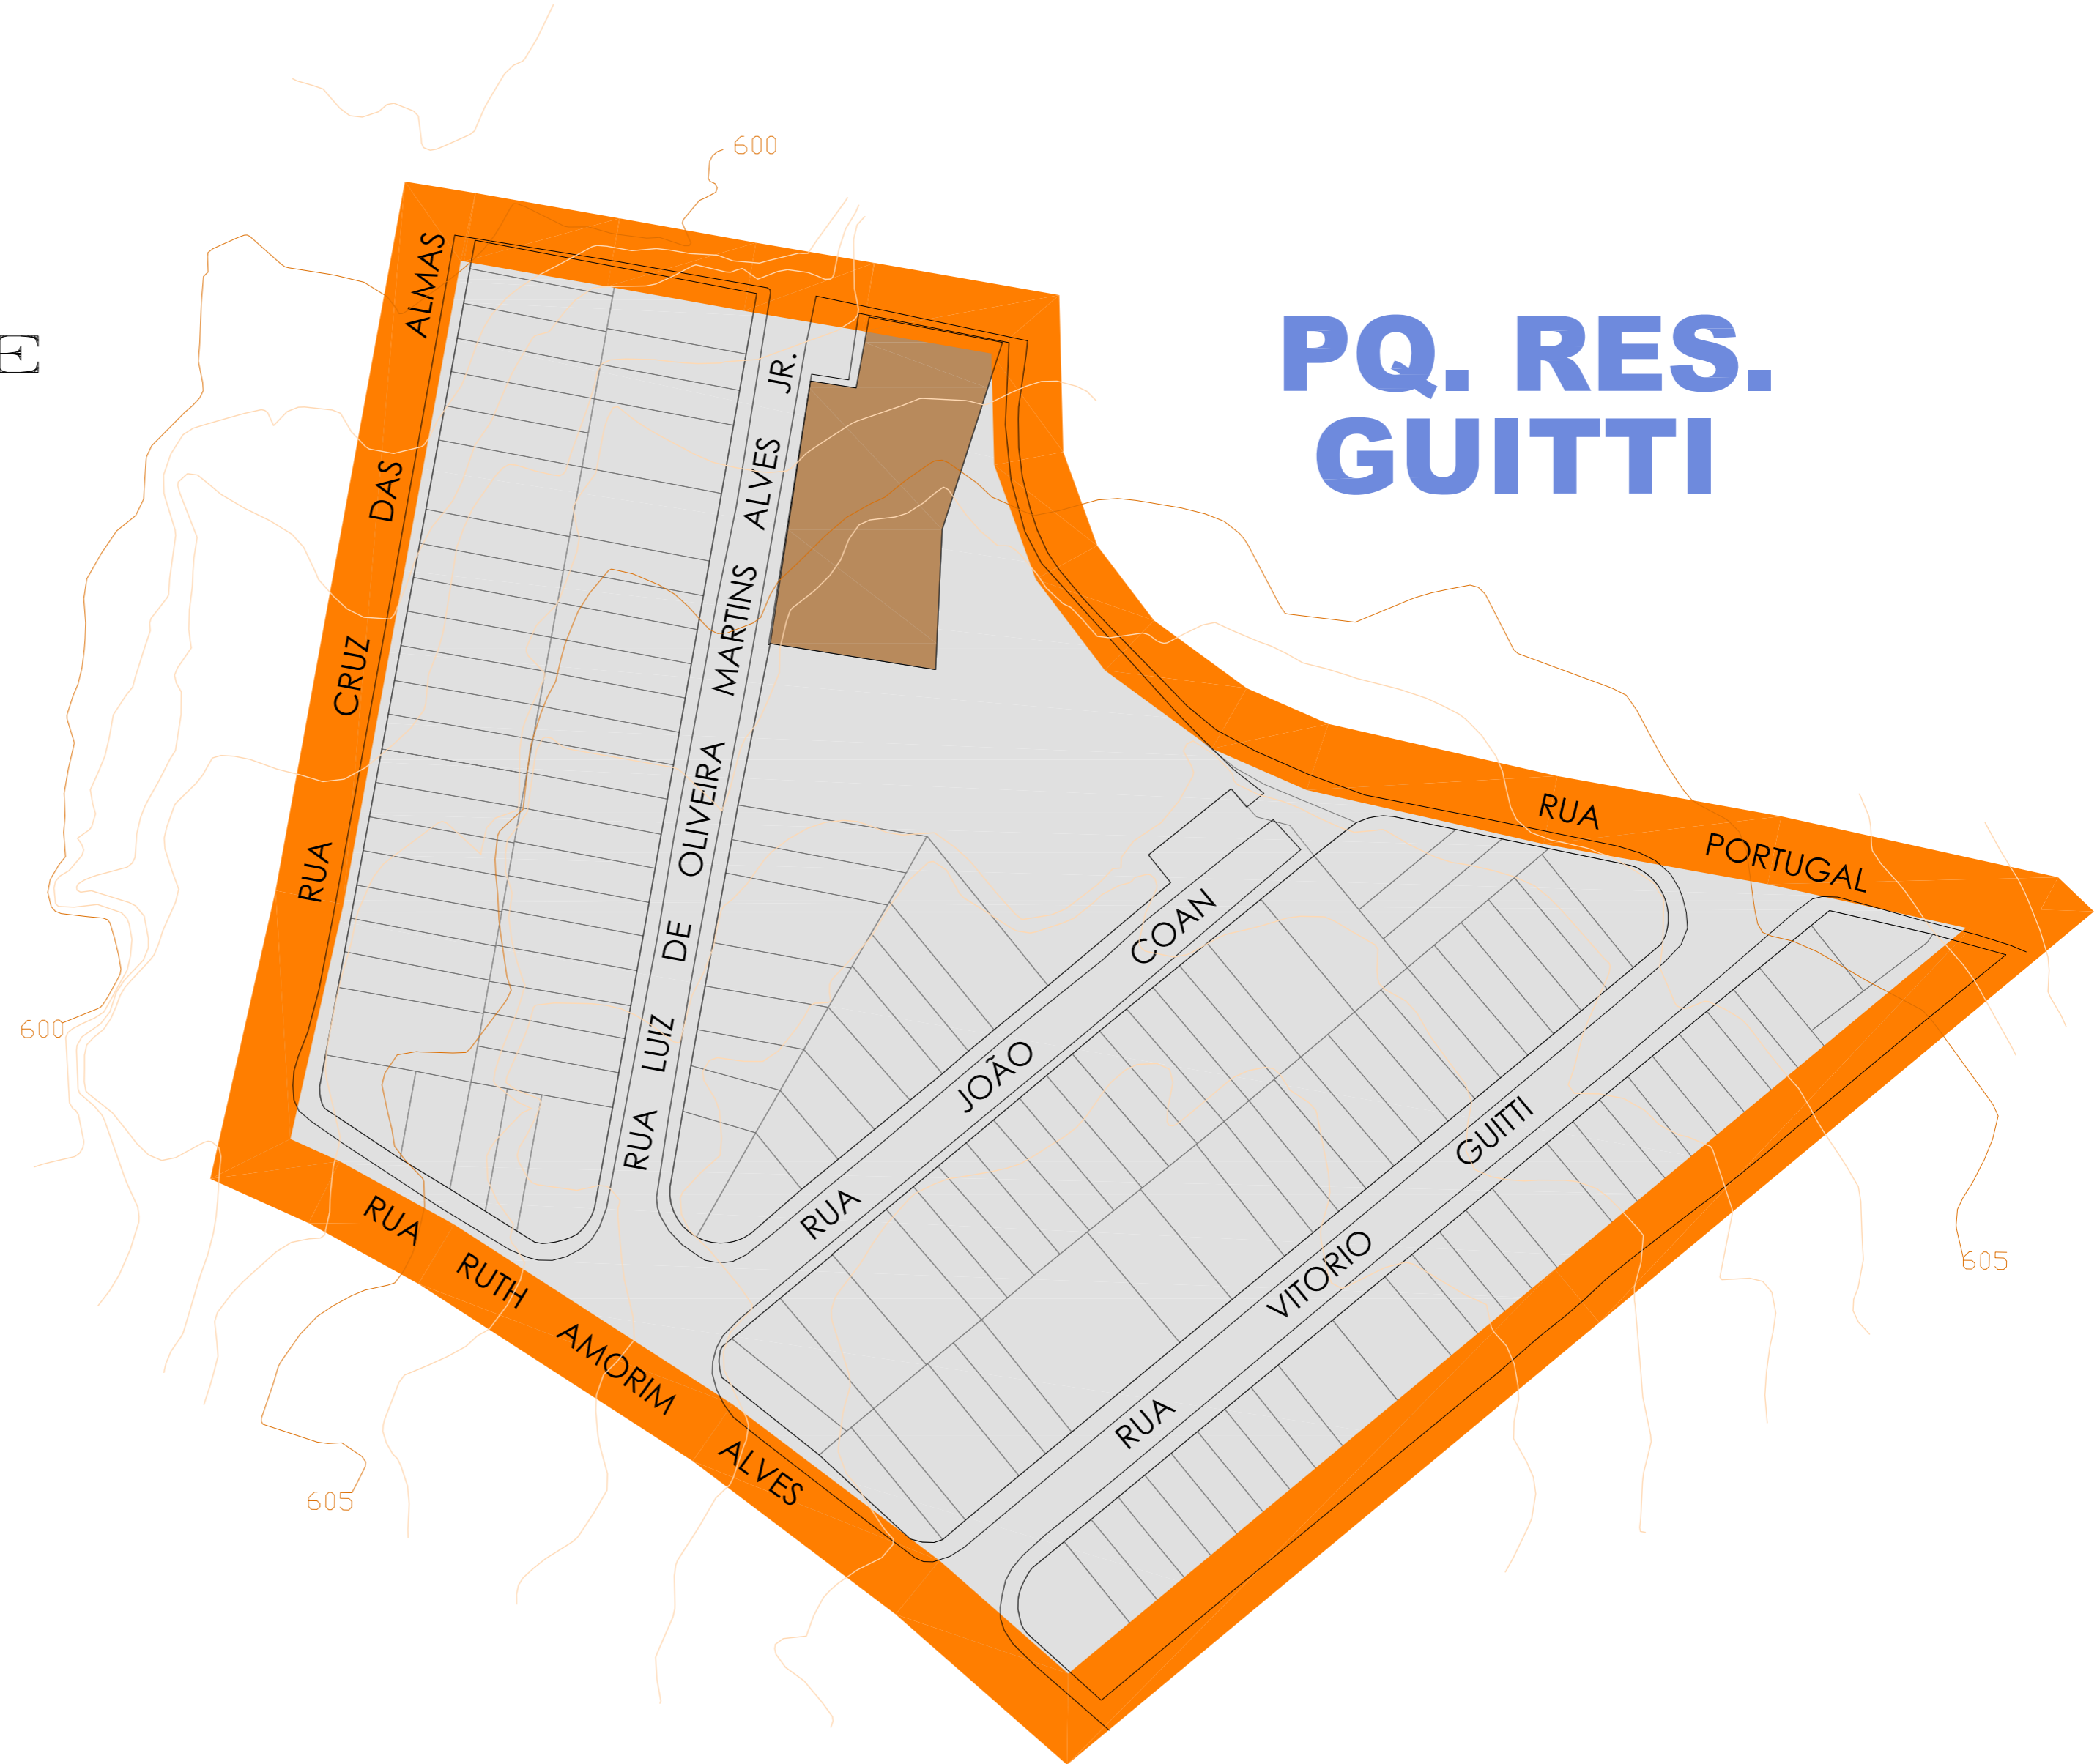 600
E
PQ. RES.
GUITTI
RUA CRUZ DAS ALMAS
RUA LUIZ DE OLIVEIRA MARTINS ALVES JR.
RUA PORTUGAL
RUA JOÃO COAN
RUA VITORIO GUITTI
RUA RUTH AMORIM ALVES
600
605
605